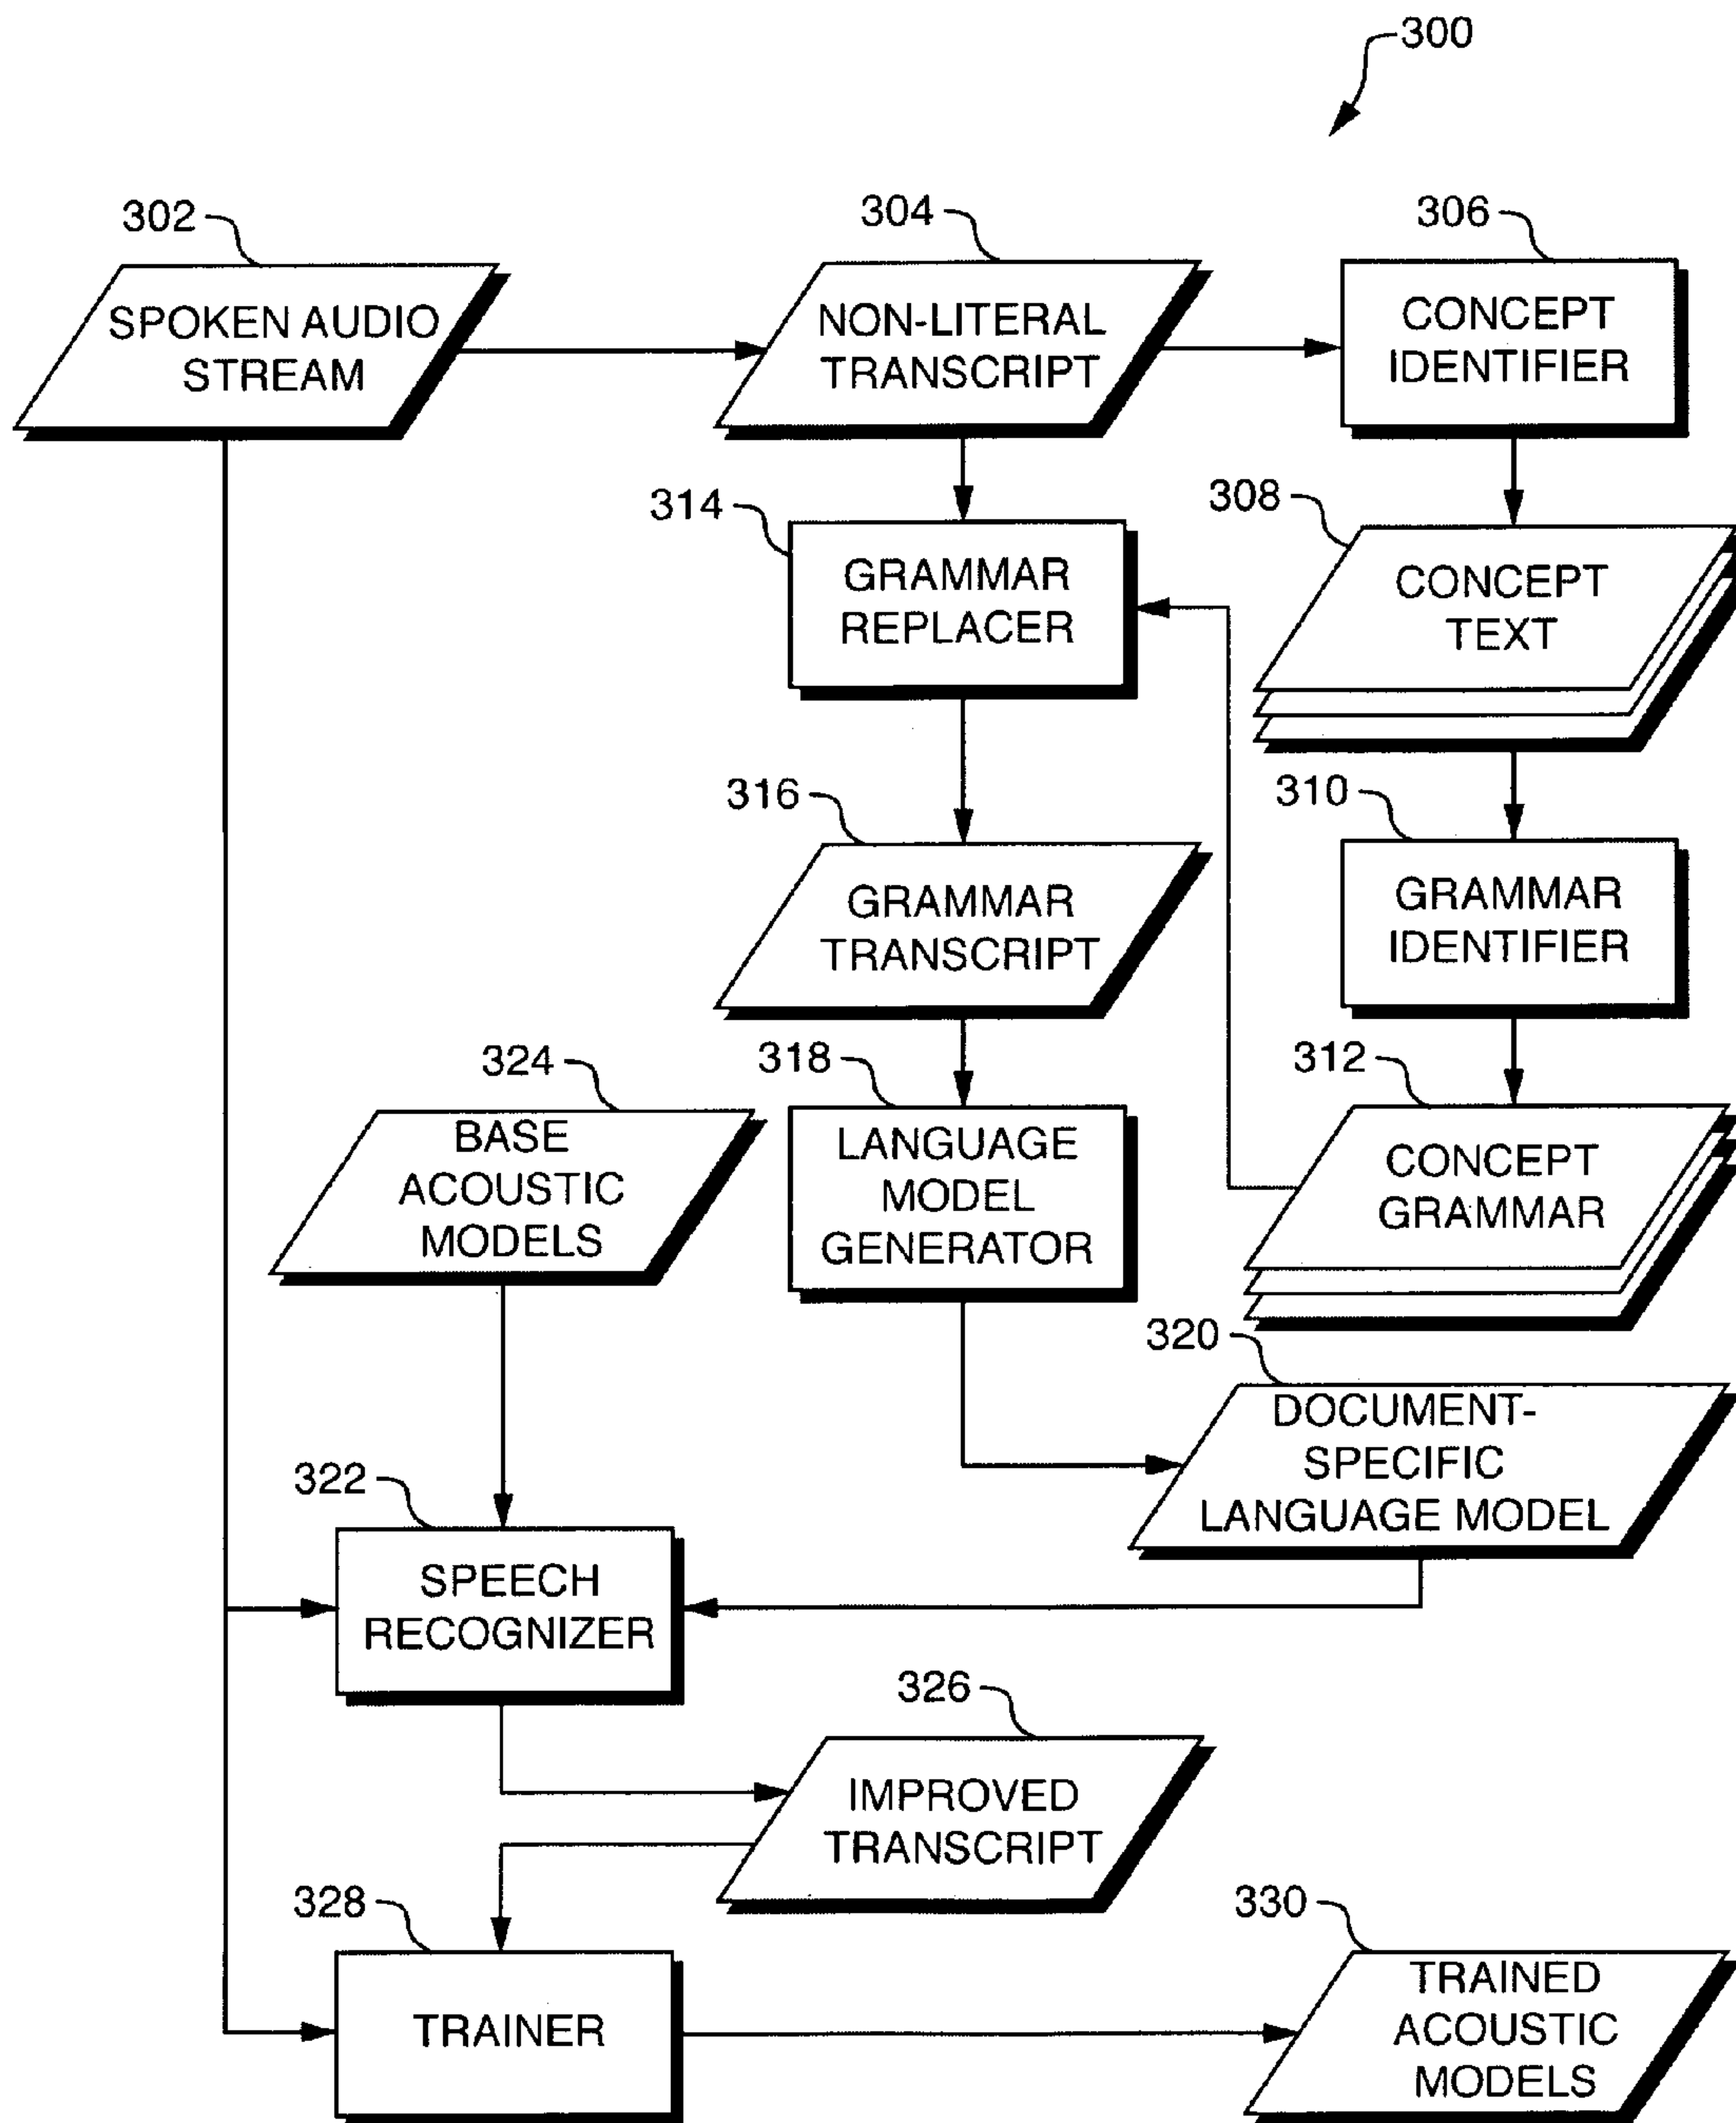 300
302
304
306
SPOKEN AUDIO
STREAM
NON-LITERAL
TRANSCRIPT
CONCEPT
IDENTIFIER
314
308
GRAMMAR
REPLACER
CONCEPT
TEXT
316
310
GRAMMAR
TRANSCRIPT
GRAMMAR
IDENTIFIER
324
318
312
BASE
ACOUSTIC
MODELS
LANGUAGE
MODEL
GENERATOR
CONCEPT
GRAMMAR
320
DOCUMENT-
SPECIFIC
LANGUAGE MODEL
322
SPEECH
RECOGNIZER
326
IMPROVED
TRANSCRIPT
328
330
TRAINER
TRAINED
ACOUSTIC
MODELS